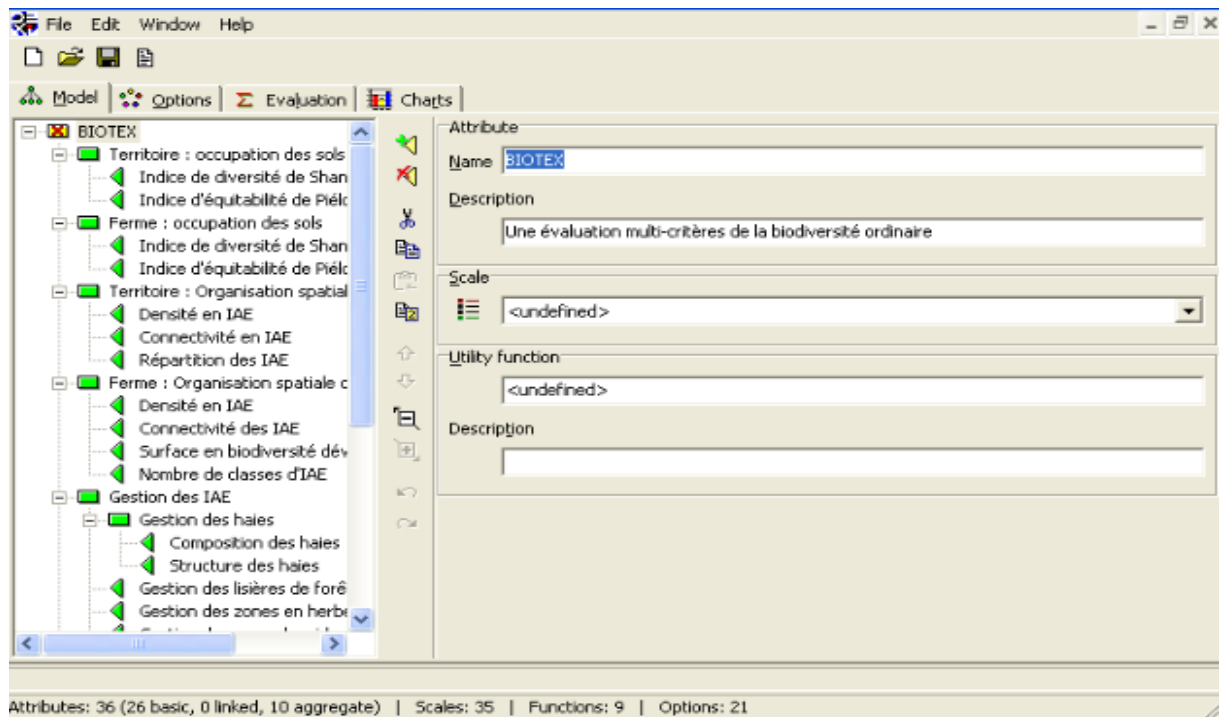 File Edit Window Help
Model Options Evaluation Charts
BIOTEX
Territoire : occupation des sols
Indice de diversité de Shan
Indice d'équitabilité de Piélc
Ferme : occupation des sols
Indice de diversité de Shan
Indice d'équitabilité de Piélc
Territoire : Organisation spatial
Densité en IAE
Connectivité en IAE
Répartition des IAE
Ferme : Organisation spatiale c
Densité en IAE
Connectivité des IAE
Surface en biodiversité dév
Nombre de classes d'IAE
Gestion des IAE
Gestion des haies
Composition des haies
Structure des haies
Gestion des lisières de forê
Gestion des zones en herbe
Attribute
Name BIOTEX
Description
Une évaluation multi-critères de la biodiversité ordinaire
Scale
<undefined>
Utility function
<undefined>
Description
Attributes: 36 (26 basic, 0 linked, 10 aggregate) | Scales: 35 | Functions: 9 | Options: 21